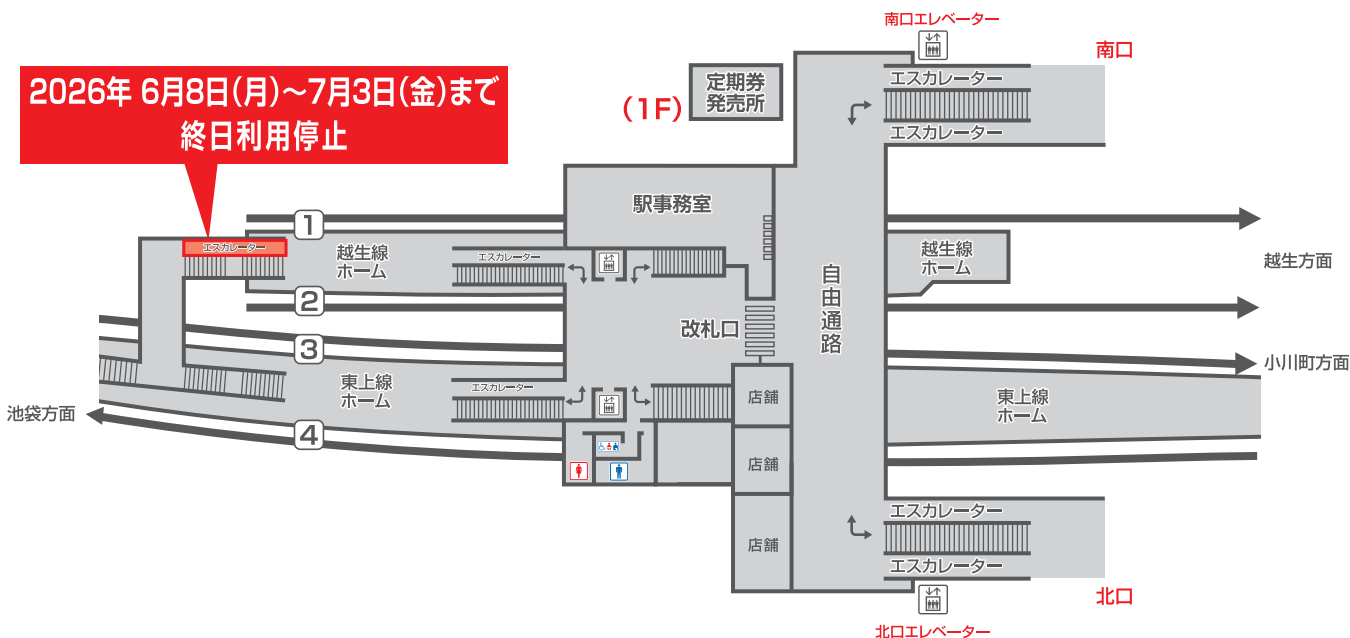 南口エレベーター
南口
2026年 6月8日(月)～7月3日(金)まで
終日利用停止
(1F)
定期券
発売所
エスカレーター
エスカレーター
駅事務室
1
エスカレーター
越生線
ホーム
エスカレーター
越生線
ホーム
越生方面
自由通路
2
改札口
3
小川町方面
東上線
ホーム
エスカレーター
店舗
東上線
ホーム
池袋方面
4
店舗
エスカレーター
店舗
エスカレーター
北口
北口エレベーター